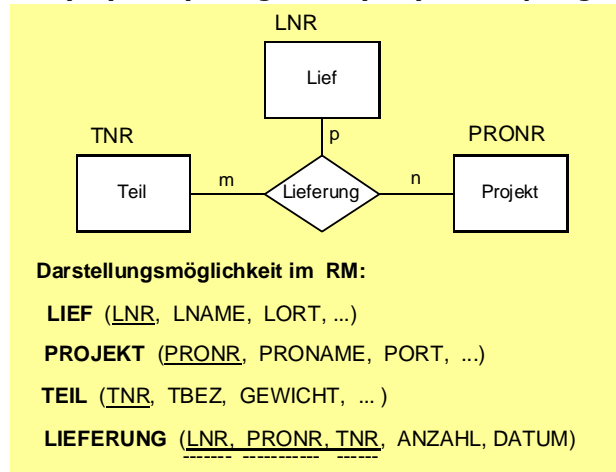 LNR
Lief
TNR
p
PRONR
Teil
m
Lieferung
n
Projekt
Darstellungsmöglichkeit im RM:
LIEF (LNR, LNAME, LORT, ...)
PROJEKT (PRONR, PRONAME, PORT, ...)
TEIL (TNR, TBEZ, GEWICHT, ... )
LIEFERUNG (LNR, PRONR, TNR, ANZAHL, DATUM)